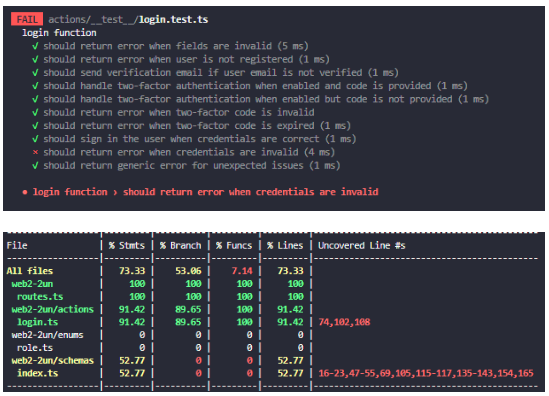 FAIL actions/__test__/login.test.ts
login function
√ should return error when fields are invalid (5 ms)
√ should return error when user is not registered (1 ms)
√ should send verification email if user email is not verified (1 ms)
√ should handle two-factor authentication when enabled and code is provided (1 ms)
√ should handle two-factor authentication when enabled but code is not provided (1 ms)
√ should return error when two-factor code is invalid
√ should return error when two-factor code is expired (1 ms)
√ should sign in the user when credentials are correct (1 ms)
× should return error when credentials are invalid (4 ms)
√ should return generic error for unexpected issues (1 ms)
● login function › should return error when credentials are invalid
File | % Stmts | % Branch | % Funcs | % Lines | Uncovered Line #s
All files | 73.33 | 53.06 | 7.14 | 73.33 |
web2-2un | 100 | 100 | 100 | 100 |
routes.ts | 100 | 100 | 100 | 100 |
web2-2un/actions | 91.42 | 89.65 | 100 | 91.42 |
login.ts | 91.42 | 89.65 | 100 | 91.42 | 74,102,108
web2-2un/enums | 0 | 0 | 0 | 0 |
role.ts | 0 | 0 | 0 | 0 |
web2-2un/schemas | 52.77 | 0 | 0 | 52.77 |
index.ts | 52.77 | 0 | 0 | 52.77 | 16-23,47-55,69,105,115-117,135-143,154,165